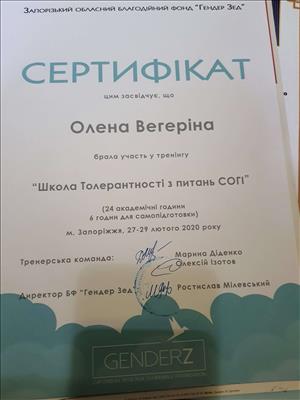 Запорізький обласний благодійний фонд "Гендер Зед"
СЕРТИФІКАТ
цим засвідчує, що
Олена Вегеріна
брала участь у тренінгу
"Школа Толерантності з питань СОГІ"
(24 академічні години
6 годин для самопідготовки)
м. Запоріжжя, 27-29 лютого 2020 року
Тренерська команда:
Марина Діденко
Олексій Ізотов
Директор БФ "Гендер Зед"
Ростислав Мілевський
GENDERZ